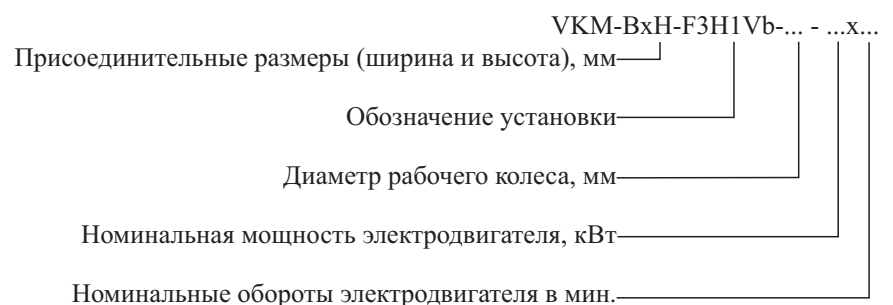 VKM-BxH-F3H1Vb-... - ...x...
Присоединительные размеры (ширина и высота), мм
Обозначение установки
Диаметр рабочего колеса, мм
Номинальная мощность электродвигателя, кВт
Номинальные обороты электродвигателя в мин.